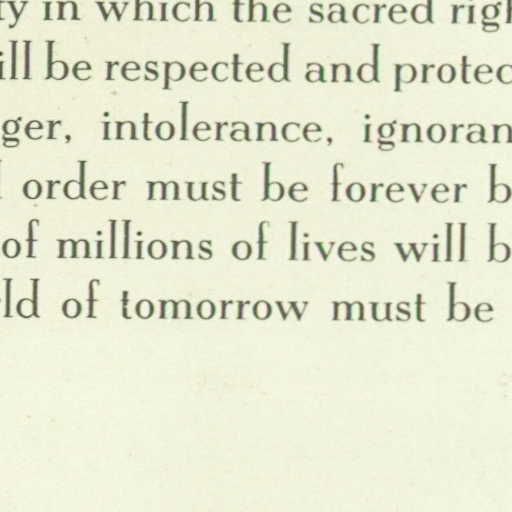 ty in which the sacred righ
ill be respected and protec
ger, intolerance, ignoran
order must be forever b
of millions of lives will b
ld of tomorrow must be